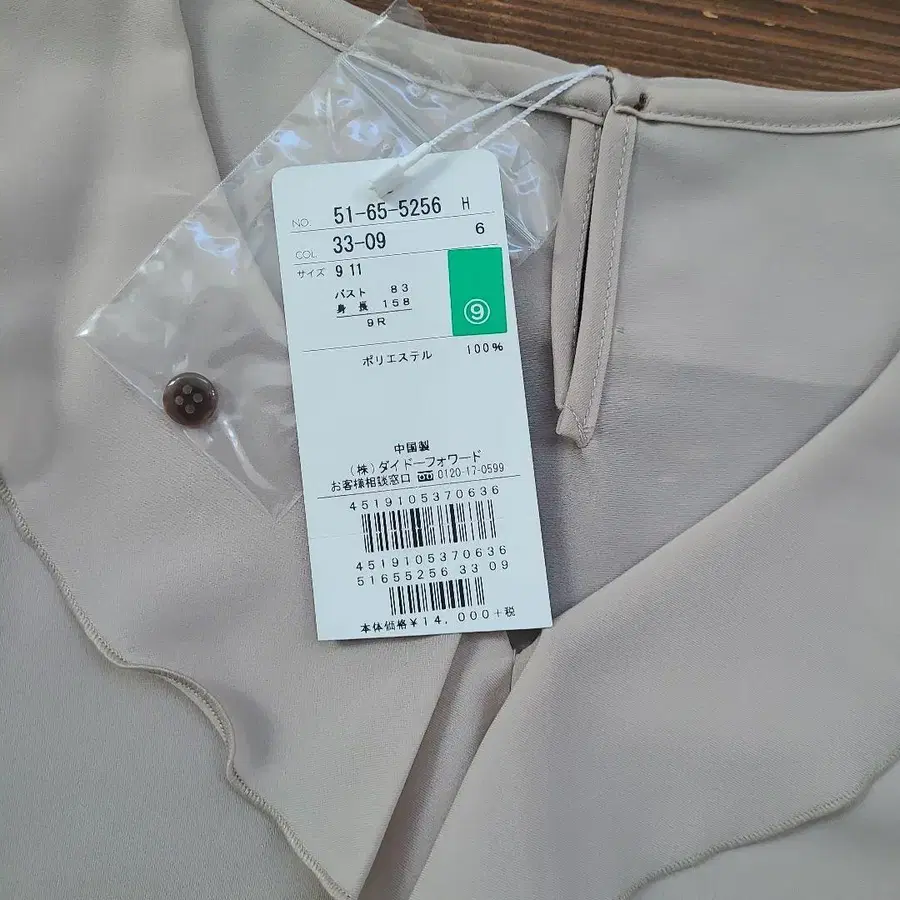 NO. 51-65-5256 H
COL 33-09 6
サイズ 9 11
バスト 83
身長 158
9R
⑨
ポリエステル 100%
中国製
(株)ダイドーフォワード
お客様相談窓口 0120-17-0599
4519105370636
4519105370636
51655256 33 09
本体価格¥14,000+税